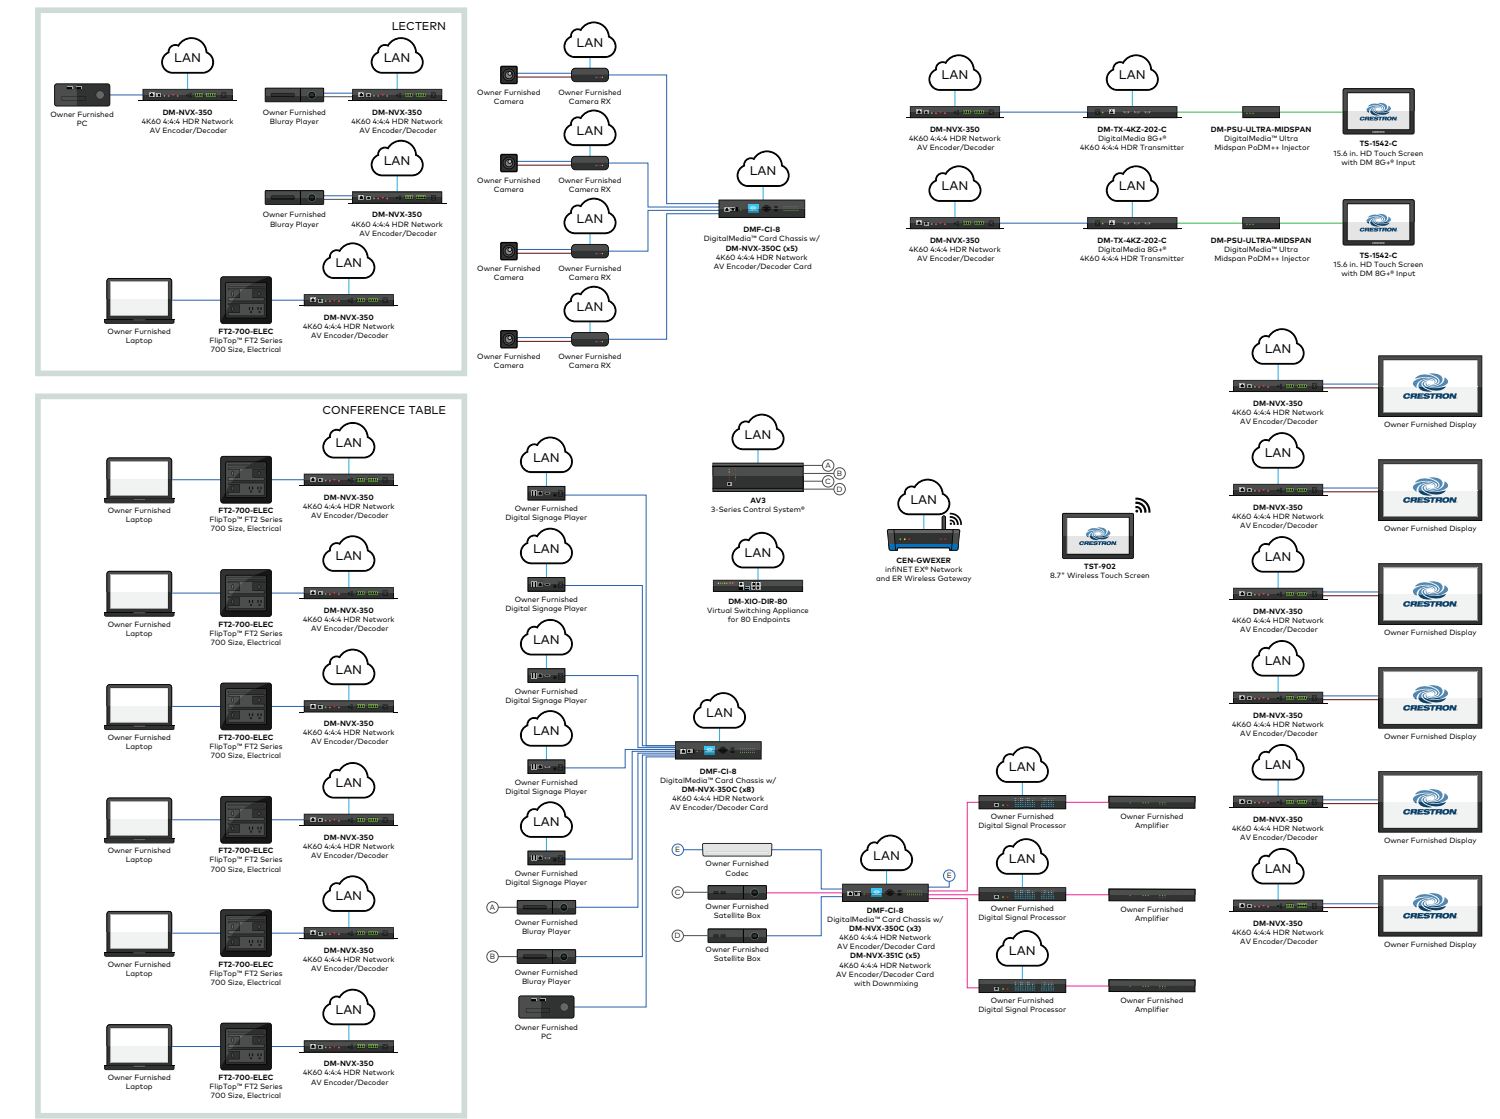 LECTERN
LAN
LAN
Owner Furnished
PC
DM-NVX-350
4K60 4:4:4 HDR Network
AV Encoder/Decoder
Owner Furnished
Bluray Player
DM-NVX-350
4K60 4:4:4 HDR Network
AV Encoder/Decoder
LAN
Owner Furnished
Bluray Player
DM-NVX-350
4K60 4:4:4 HDR Network
AV Encoder/Decoder
LAN
Owner Furnished
Laptop
FT2-700-ELEC
FlipTop™ FT2 Series
700 Size, Electrical
DM-NVX-350
4K60 4:4:4 HDR Network
AV Encoder/Decoder
CONFERENCE TABLE
LAN
Owner Furnished
Laptop
FT2-700-ELEC
FlipTop™ FT2 Series
700 Size, Electrical
DM-NVX-350
4K60 4:4:4 HDR Network
AV Encoder/Decoder
LAN
Owner Furnished
Laptop
FT2-700-ELEC
FlipTop™ FT2 Series
700 Size, Electrical
DM-NVX-350
4K60 4:4:4 HDR Network
AV Encoder/Decoder
LAN
Owner Furnished
Laptop
FT2-700-ELEC
FlipTop™ FT2 Series
700 Size, Electrical
DM-NVX-350
4K60 4:4:4 HDR Network
AV Encoder/Decoder
LAN
Owner Furnished
Laptop
FT2-700-ELEC
FlipTop™ FT2 Series
700 Size, Electrical
DM-NVX-350
4K60 4:4:4 HDR Network
AV Encoder/Decoder
LAN
Owner Furnished
Laptop
FT2-700-ELEC
FlipTop™ FT2 Series
700 Size, Electrical
DM-NVX-350
4K60 4:4:4 HDR Network
AV Encoder/Decoder
LAN
Owner Furnished
Laptop
FT2-700-ELEC
FlipTop™ FT2 Series
700 Size, Electrical
DM-NVX-350
4K60 4:4:4 HDR Network
AV Encoder/Decoder
LAN
Owner Furnished
Camera
Owner Furnished
Camera RX
LAN
Owner Furnished
Camera
Owner Furnished
Camera RX
LAN
Owner Furnished
Camera
Owner Furnished
Camera RX
LAN
Owner Furnished
Camera
Owner Furnished
Camera RX
LAN
DMF-CI-8
DigitalMedia™ Card Chassis w/
DM-NVX-350C (x5)
4K60 4:4:4 HDR Network
AV Encoder/Decoder Card
LAN
DM-NVX-350
4K60 4:4:4 HDR Network
AV Encoder/Decoder
LAN
DM-TX-4KZ-202-C
DigitalMedia 8G+®
4K60 4:4:4 HDR Transmitter
DM-PSU-ULTRA-MIDSPAN
DigitalMedia™ Ultra
Midspan PoDM++ Injector
CRESTRON
TS-1542-C
15.6 in. HD Touch Screen
with DM 8G+® Input
LAN
DM-NVX-350
4K60 4:4:4 HDR Network
AV Encoder/Decoder
LAN
DM-TX-4KZ-202-C
DigitalMedia 8G+®
4K60 4:4:4 HDR Transmitter
DM-PSU-ULTRA-MIDSPAN
DigitalMedia™ Ultra
Midspan PoDM++ Injector
CRESTRON
TS-1542-C
15.6 in. HD Touch Screen
with DM 8G+® Input
LAN
Owner Furnished
Digital Signage Player
LAN
Owner Furnished
Digital Signage Player
LAN
Owner Furnished
Digital Signage Player
LAN
Owner Furnished
Digital Signage Player
LAN
Owner Furnished
Digital Signage Player
A
Owner Furnished
Bluray Player
B
Owner Furnished
Bluray Player
Owner Furnished
PC
LAN
A
B
C
D
AV3
3-Series Control System®
LAN
DM-XIO-DIR-80
Virtual Switching Appliance
for 80 Endpoints
LAN
CEN-GWEXER
infiNET EX® Network
and ER Wireless Gateway
CRESTRON
TST-902
8.7" Wireless Touch Screen
LAN
DMF-CI-8
DigitalMedia™ Card Chassis w/
DM-NVX-350C (x8)
4K60 4:4:4 HDR Network
AV Encoder/Decoder Card
E
Owner Furnished
Codec
C
Owner Furnished
Satellite Box
D
Owner Furnished
Satellite Box
LAN
E
DMF-CI-8
DigitalMedia™ Card Chassis w/
DM-NVX-350C (x3)
4K60 4:4:4 HDR Network
AV Encoder/Decoder Card
DM-NVX-351C (x5)
4K60 4:4:4 HDR Network
AV Encoder/Decoder Card
with Downmixing
LAN
Owner Furnished
Digital Signal Processor
Owner Furnished
Amplifier
LAN
Owner Furnished
Digital Signal Processor
Owner Furnished
Amplifier
LAN
Owner Furnished
Digital Signal Processor
Owner Furnished
Amplifier
LAN
DM-NVX-350
4K60 4:4:4 HDR Network
AV Encoder/Decoder
CRESTRON
Owner Furnished Display
LAN
DM-NVX-350
4K60 4:4:4 HDR Network
AV Encoder/Decoder
CRESTRON
Owner Furnished Display
LAN
DM-NVX-350
4K60 4:4:4 HDR Network
AV Encoder/Decoder
CRESTRON
Owner Furnished Display
LAN
DM-NVX-350
4K60 4:4:4 HDR Network
AV Encoder/Decoder
CRESTRON
Owner Furnished Display
LAN
DM-NVX-350
4K60 4:4:4 HDR Network
AV Encoder/Decoder
CRESTRON
Owner Furnished Display
LAN
DM-NVX-350
4K60 4:4:4 HDR Network
AV Encoder/Decoder
CRESTRON
Owner Furnished Display